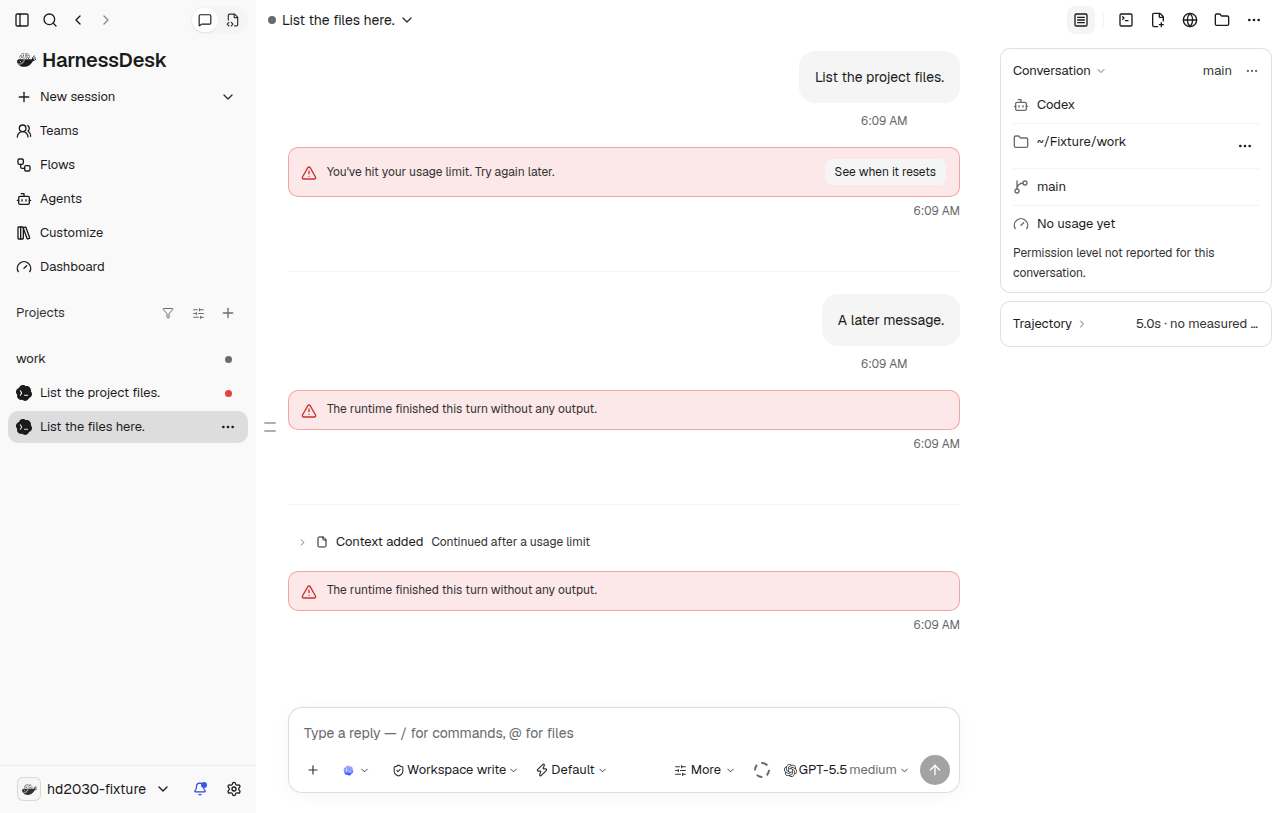 List the files here.
HarnessDesk
New session
Teams
Flows
Agents
Customize
Dashboard
Projects
work
List the project files.
List the files here.
hd2030-fixture
List the project files.
6:09 AM
You've hit your usage limit. Try again later.
See when it resets
6:09 AM
A later message.
6:09 AM
The runtime finished this turn without any output.
6:09 AM
Context added Continued after a usage limit
The runtime finished this turn without any output.
6:09 AM
Type a reply — / for commands, @ for files
Workspace write
Default
More
GPT-5.5 medium
Conversation
main
Codex
~/Fixture/work
main
No usage yet
Permission level not reported for this
conversation.
Trajectory
5.0s · no measured ...